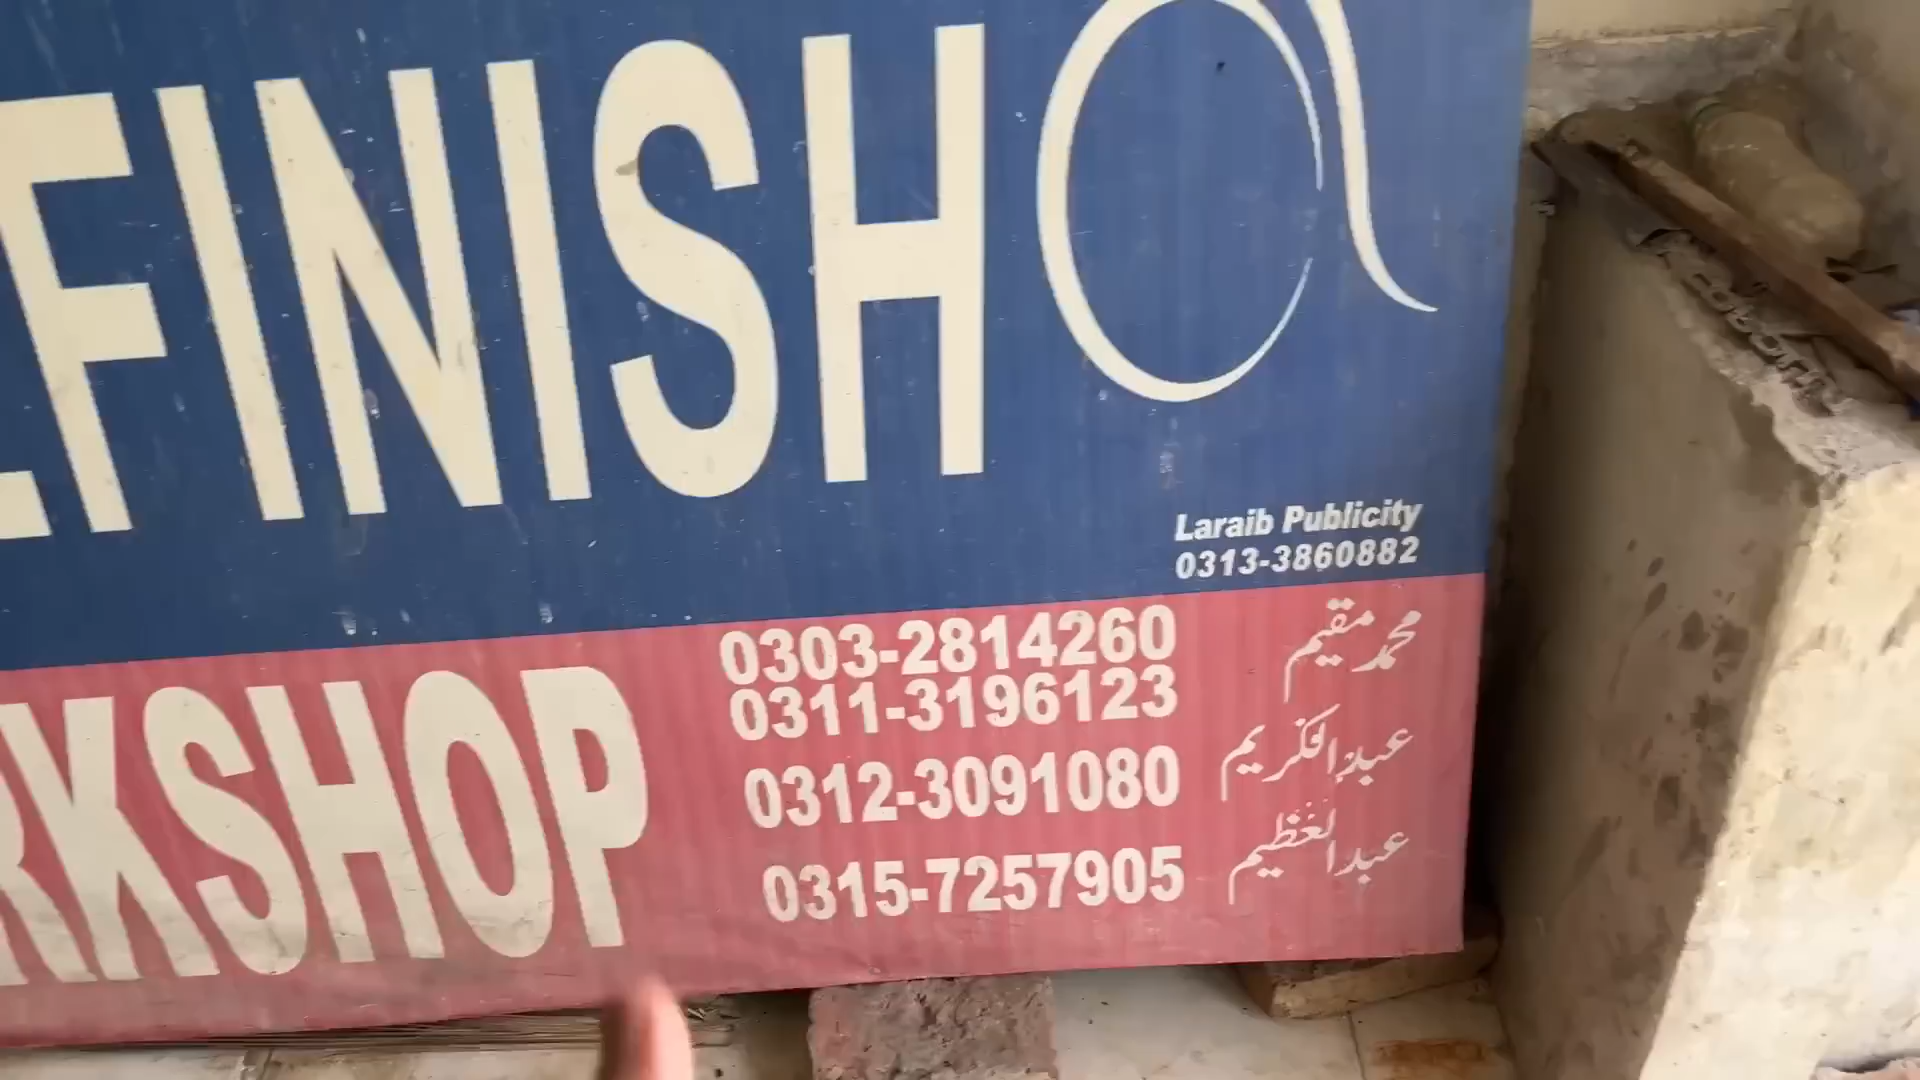 FINISH
Laraib Publicity
0313-3860882
RKSHOP
0303-2814260 محمد مقیم
0311-3196123
0312-3091080 عبدالکریم
0315-7257905 عبدالعظیم